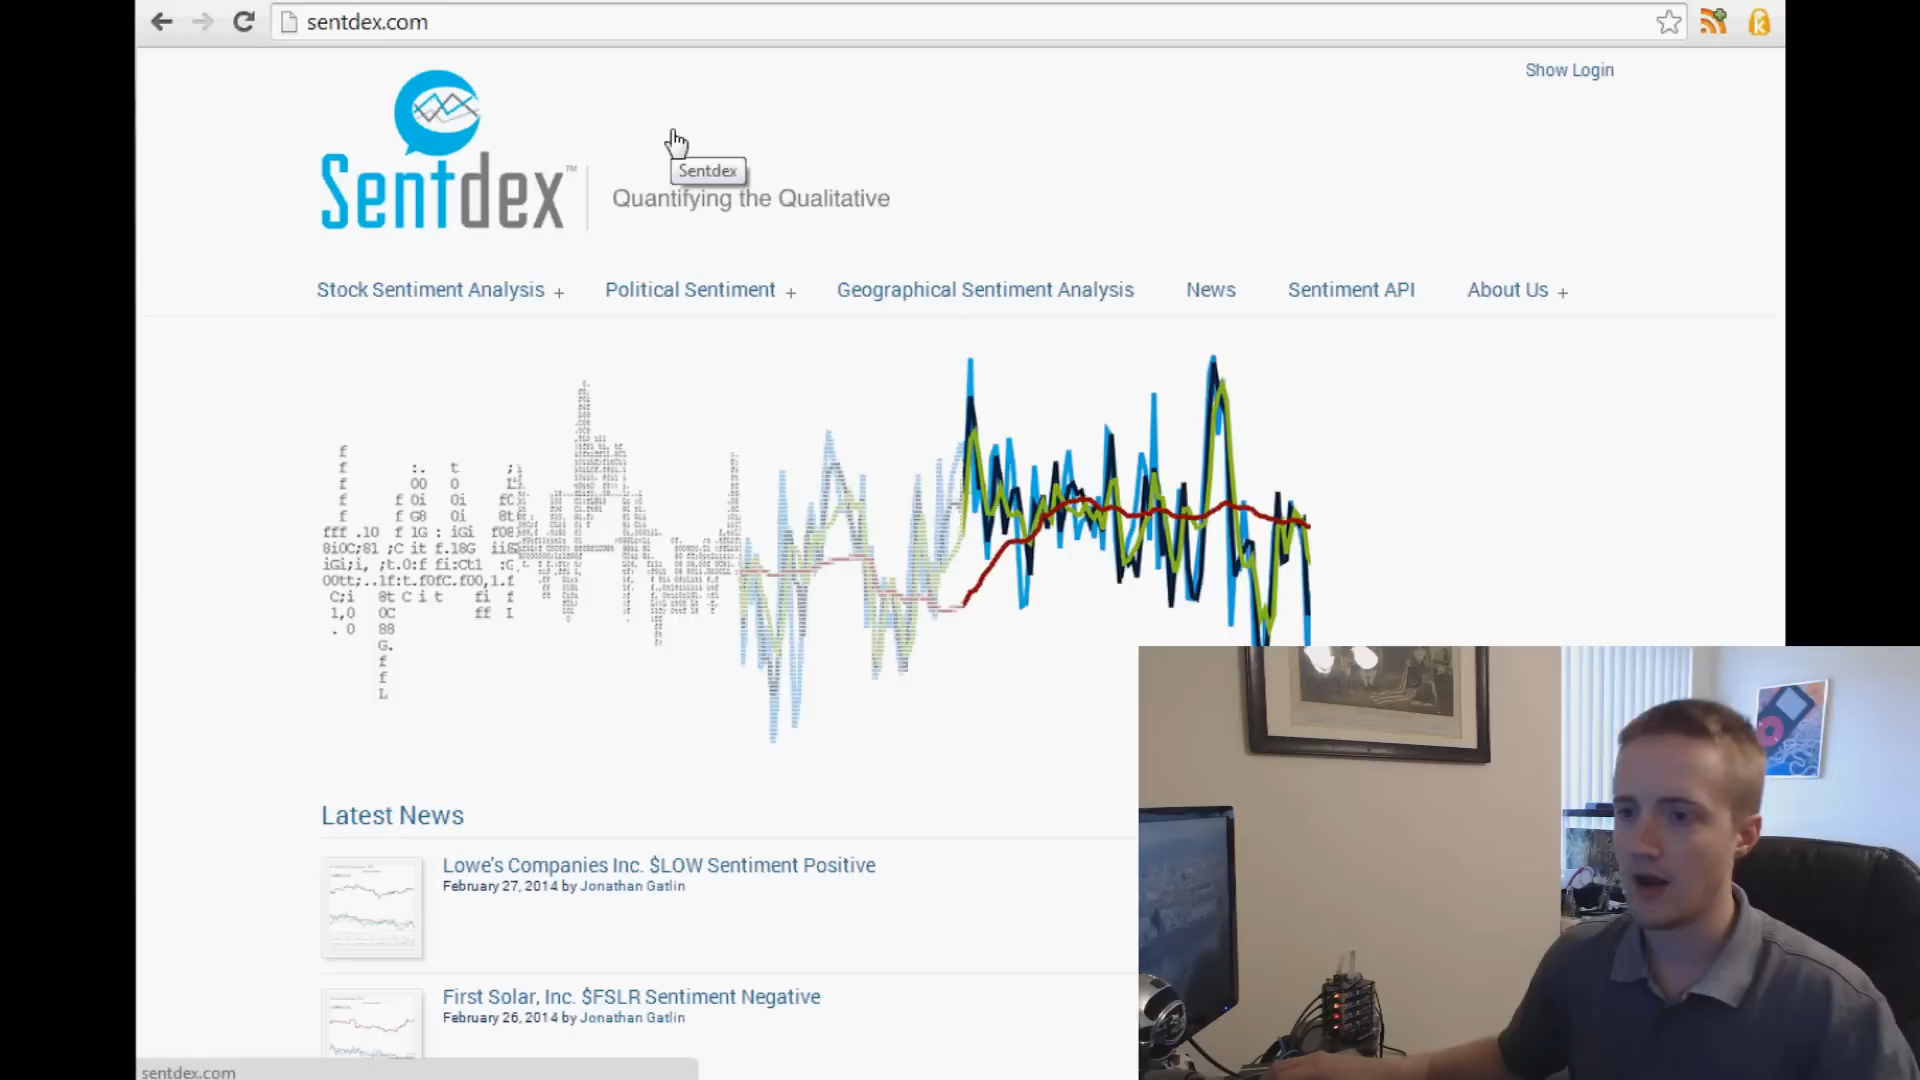 sentdex.com
Show Login
Sentdex™
Sentdex
Quantifying the Qualitative
Stock Sentiment Analysis + Political Sentiment + Geographical Sentiment Analysis News Sentiment API About Us +
Latest News
Lowe's Companies Inc. $LOW Sentiment Positive
February 27, 2014 by Jonathan Gatlin
First Solar, Inc. $FSLR Sentiment Negative
February 26, 2014 by Jonathan Gatlin
sentdex.com